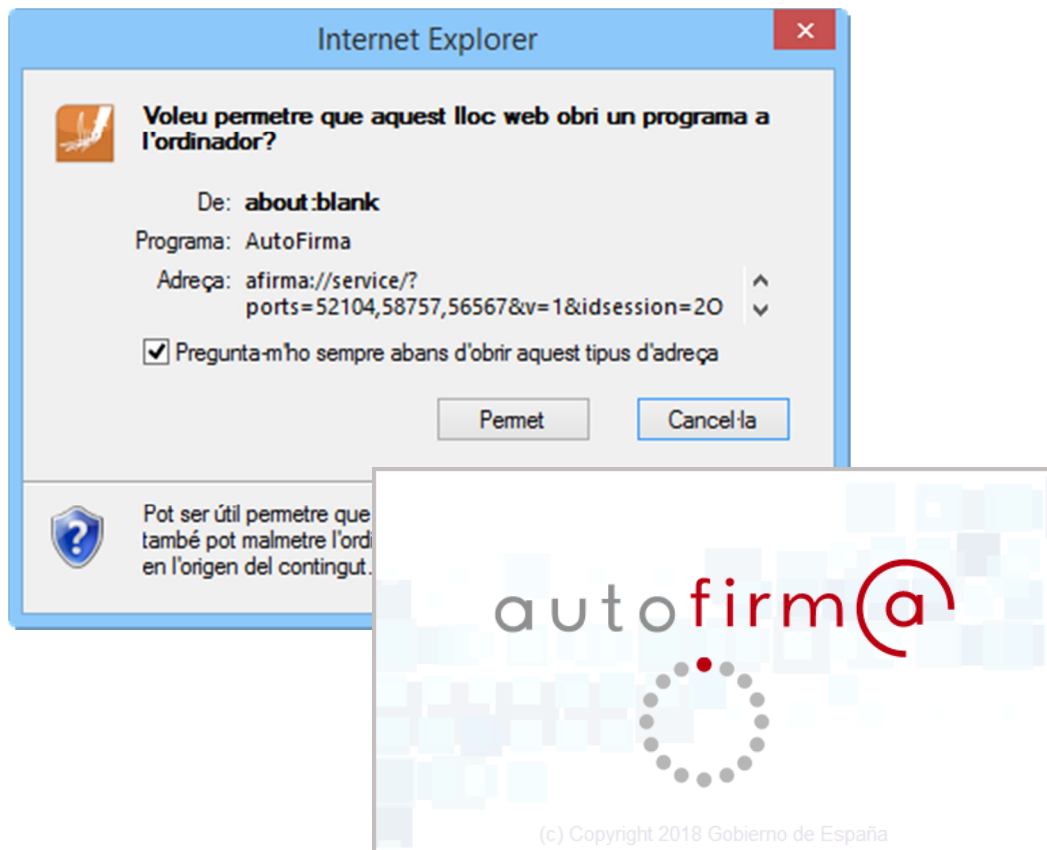 Internet Explorer
Voleu permetre que aquest lloc web obri un programa a
l'ordinador?
De: about:blank
Programa: AutoFirma
Adreça: afirma://service/?
ports=52104,58757,56567&v=1&idsession=2O
Pregunta-m'ho sempre abans d'obrir aquest tipus d'adreça
Permet Cancel·la
Pot ser útil permetre que
també pot malmetre l'ordi
en l'origen del contingut.
autofirm@
(c) Copyright 2018 Gobierno de España